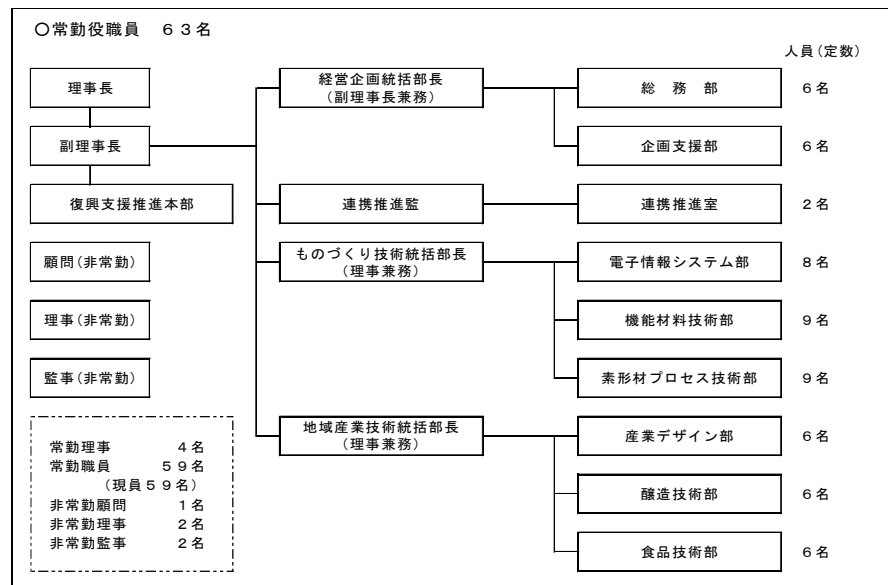 〇常勤役職員　６３名
人員(定数)
理事長
副理事長
復興支援推進本部
顧問(非常勤)
理事(非常勤)
監事(非常勤)
経営企画統括部長
(副理事長兼務)
総　務　部　６名
企画支援部　６名
連携推進監
連携推進室　２名
ものづくり技術統括部長
(理事兼務)
電子情報システム部　８名
機能材料技術部　９名
素形材プロセス技術部　９名
地域産業技術統括部長
(理事兼務)
産業デザイン部　６名
醸造技術部　６名
食品技術部　６名
常勤理事　４名
常勤職員　５９名
(現員５９名)
非常勤顧問　１名
非常勤理事　２名
非常勤監事　２名